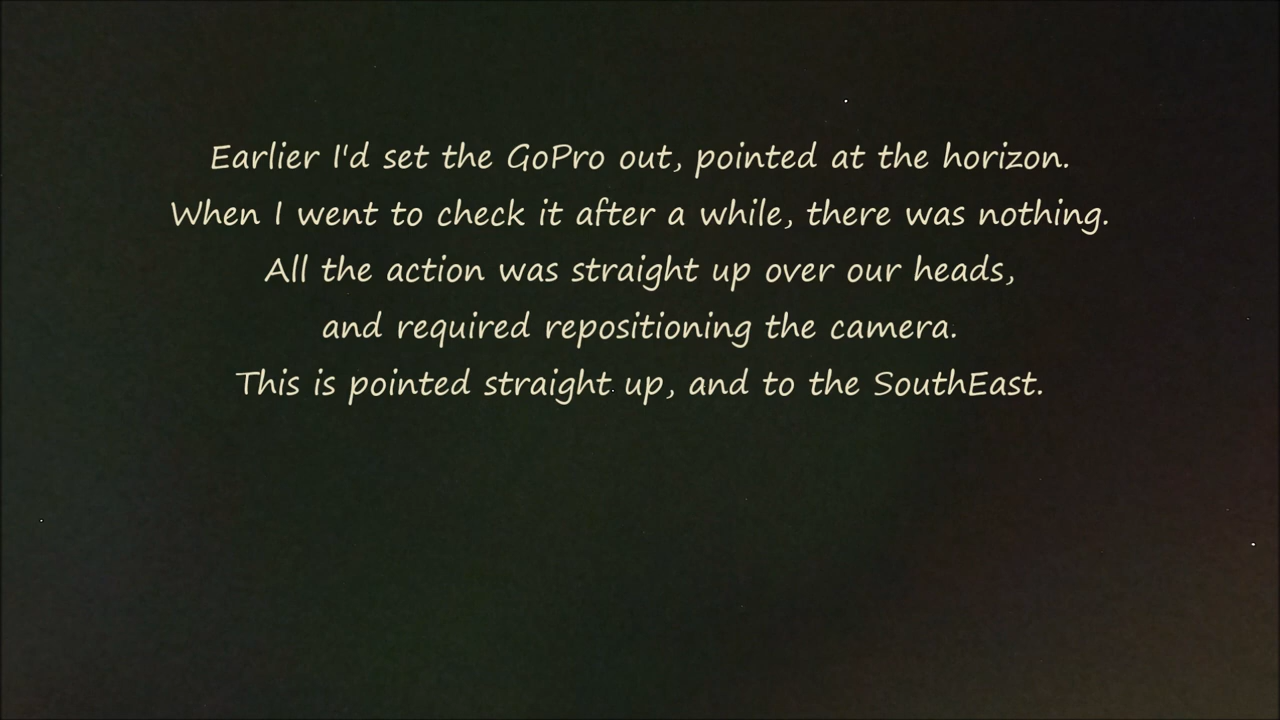 Earlier I'd set the GoPro out, pointed at the horizon.
When I went to check it after a while, there was nothing.
All the action was straight up over our heads,
and required repositioning the camera.
This is pointed straight up, and to the SouthEast.